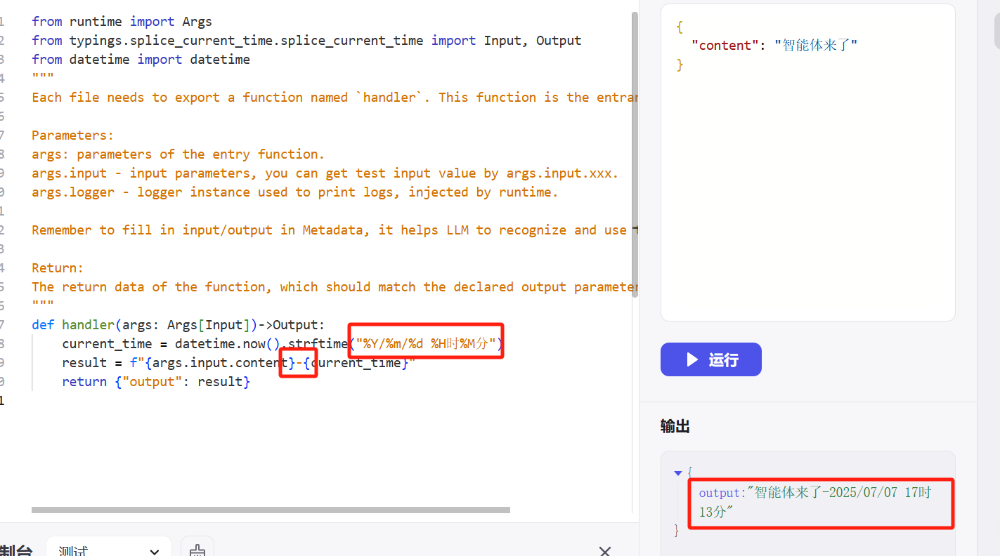 from runtime import Args
from typings.splice_current_time.splice_current_time import Input, Output
from datetime import datetime
"""
Each file needs to export a function named `handler`. This function is the entran
Parameters:
args: parameters of the entry function.
args.input - input parameters, you can get test input value by args.input.xxx.
args.logger - logger instance used to print logs, injected by runtime.
Remember to fill in input/output in Metadata, it helps LLM to recognize and use t
Return:
The return data of the function, which should match the declared output parameter
"""
def handler(args: Args[Input])->Output:
current_time = datetime.now().strftime("%Y/%m/%d %H时%M分")
result = f"{args.input.content}-{current_time}"
return {"output": result}
制台
测试
{
"content": "智能体来了"
}
运行
输出
{
output:"智能体来了-2025/07/07 17时
13分"
}